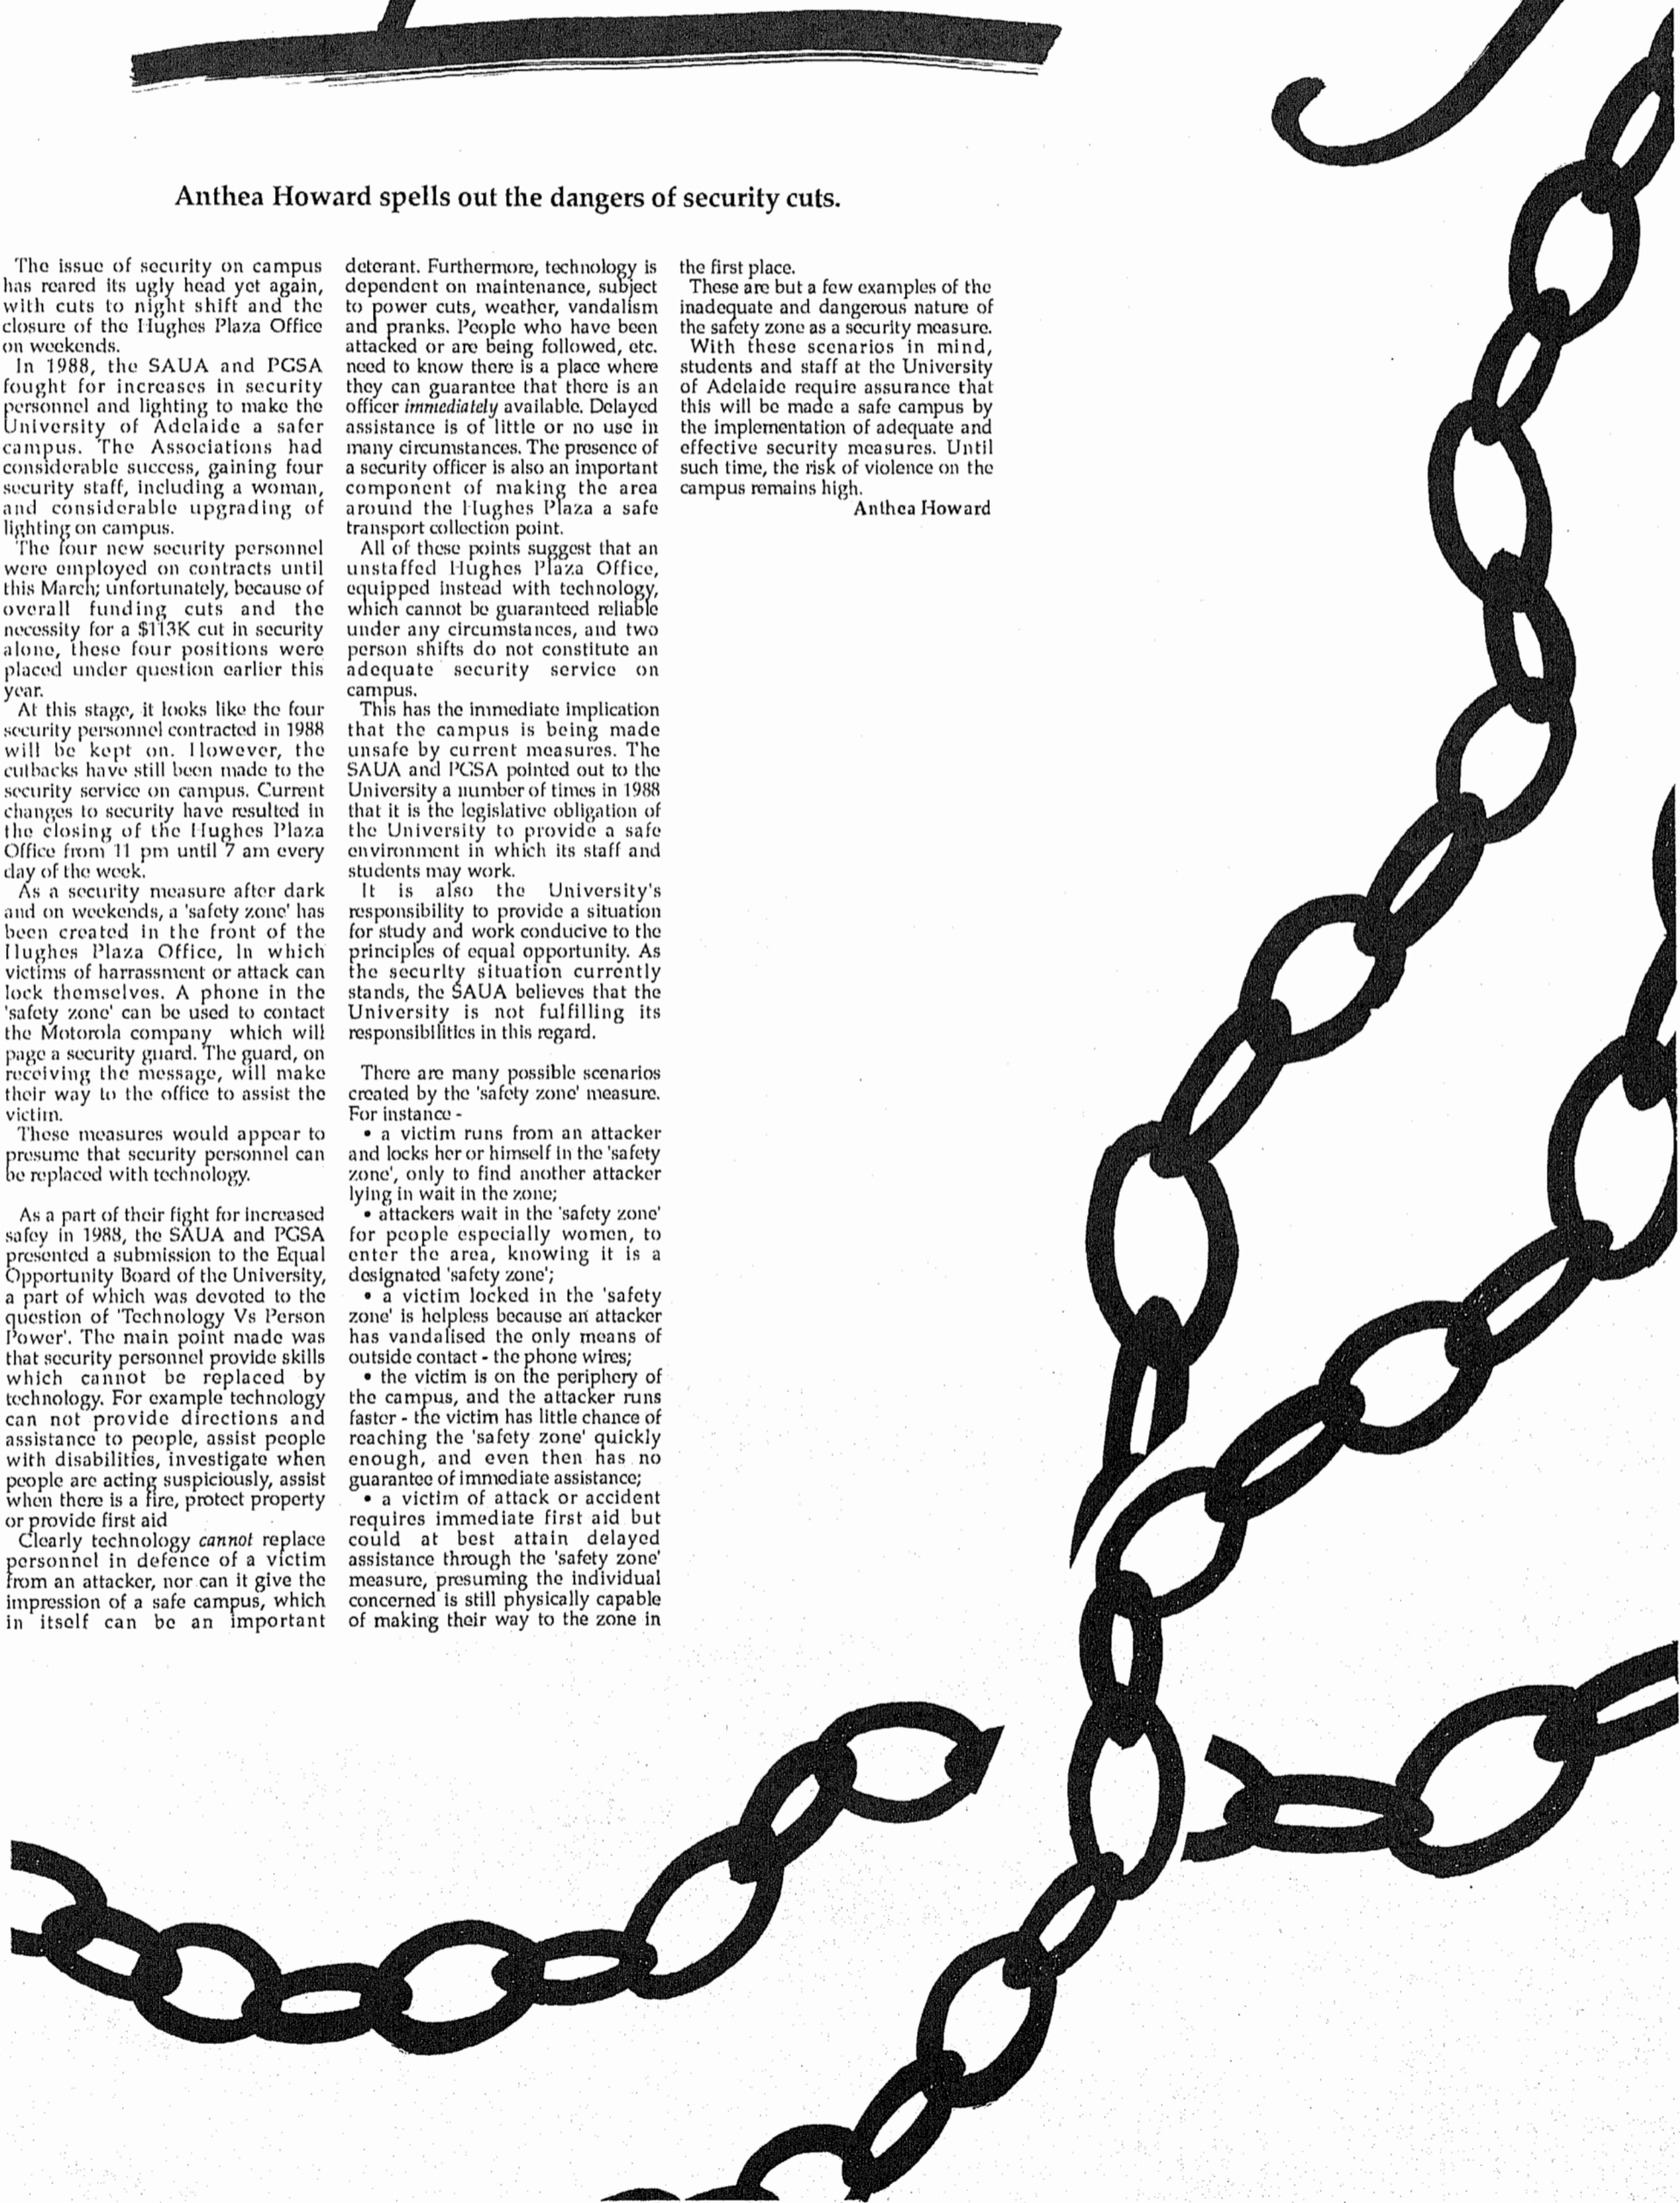 Anthea Howard spells out the dangers of security cuts.
The issue of security on campus
has reared its ugly head yet again,
with cuts to night shift and the
closure of the Hughes Plaza Office
on weekends.
In 1988, the SAUA and PGSA
fought for increases in security
personnel and lighting to make the
University of Adelaide a safer
campus. The Associations had
considerable success, gaining four
security staff, including a woman,
and considerable upgrading of
lighting on campus.
The four new security personnel
were employed on contracts until
this March; unfortunately, because of
overall funding cuts and the
necessity for a $113K cut in security
alone, these four positions were
placed under question earlier this
year.
At this stage, it looks like the four
security personnel contracted in 1988
will be kept on. However, the
cutbacks have still been made to the
security service on campus. Current
changes to security have resulted in
the closing of the Hughes Plaza
Office from 11 pm until 7 am every
day of the week.
As a security measure after dark
and on weekends, a 'safety zone' has
been created in the front of the
Hughes Plaza Office, In which
victims of harrassment or attack can
lock themselves. A phone in the
'safety zone' can be used to contact
the Motorola company which will
page a security guard. The guard, on
receiving the message, will make
their way to the office to assist the
victim.
These measures would appear to
presume that security personnel can
be replaced with technology.
As a part of their fight for increased
safey in 1988, the SAUA and PGSA
presented a submission to the Equal
Opportunity Board of the University,
a part of which was devoted to the
question of 'Technology Vs Person
Power'. The main point made was
that security personnel provide skills
which cannot be replaced by
technology. For example technology
can not provide directions and
assistance to people, assist people
with disabilities, investigate when
people are acting suspiciously, assist
when there is a fire, protect property
or provide first aid
Clearly technology cannot replace
personnel in defence of a victim
from an attacker, nor can it give the
impression of a safe campus, which
in itself can be an important
deterant. Furthermore, technology is
dependent on maintenance, subject
to power cuts, weather, vandalism
and pranks. People who have been
attacked or are being followed, etc.
need to know there is a place where
they can guarantee that there is an
officer immediately available. Delayed
assistance is of little or no use in
many circumstances. The presence of
a security officer is also an important
component of making the area
around the Hughes Plaza a safe
transport collection point.
All of these points suggest that an
unstaffed Hughes Plaza Office,
equipped instead with technology,
which cannot be guaranteed reliable
under any circumstances, and two
person shifts do not constitute an
adequate security service on
campus.
This has the immediate implication
that the campus is being made
unsafe by current measures. The
SAUA and PGSA pointed out to the
University a number of times in 1988
that it is the legislative obligation of
the University to provide a safe
environment in which its staff and
students may work.
It is also the University's
responsibility to provide a situation
for study and work conducive to the
principles of equal opportunity. As
the security situation currently
stands, the SAUA believes that the
University is not fulfilling its
responsibilities in this regard.
There are many possible scenarios
created by the 'safety zone' measure.
For instance -
• a victim runs from an attacker
and locks her or himself in the 'safety
zone', only to find another attacker
lying in wait in the zone;
• attackers wait in the 'safety zone'
for people especially women, to
enter the area, knowing it is a
designated 'safety zone';
• a victim locked in the 'safety
zone' is helpless because an attacker
has vandalised the only means of
outside contact - the phone wires;
• the victim is on the periphery of
the campus, and the attacker runs
faster - the victim has little chance of
reaching the 'safety zone' quickly
enough, and even then has no
guarantee of immediate assistance;
• a victim of attack or accident
requires immediate first aid but
could at best attain delayed
assistance through the 'safety zone'
measure, presuming the individual
concerned is still physically capable
of making their way to the zone in
the first place.
These are but a few examples of the
inadequate and dangerous nature of
the safety zone as a security measure.
With these scenarios in mind,
students and staff at the University
of Adelaide require assurance that
this will be made a safe campus by
the implementation of adequate and
effective security measures. Until
such time, the risk of violence on the
campus remains high.
Anthea Howard